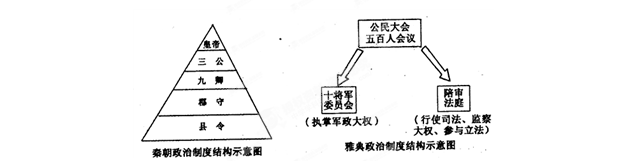 皇帝
三公
九卿
郡守
县令
秦朝政治制度结构示意图
公民大会
五百人会议
十将军
委员会
(执掌军政大权)
陪审
法庭
(行使司法、监察
大权、参与立法)
雅典政治制度结构示意图